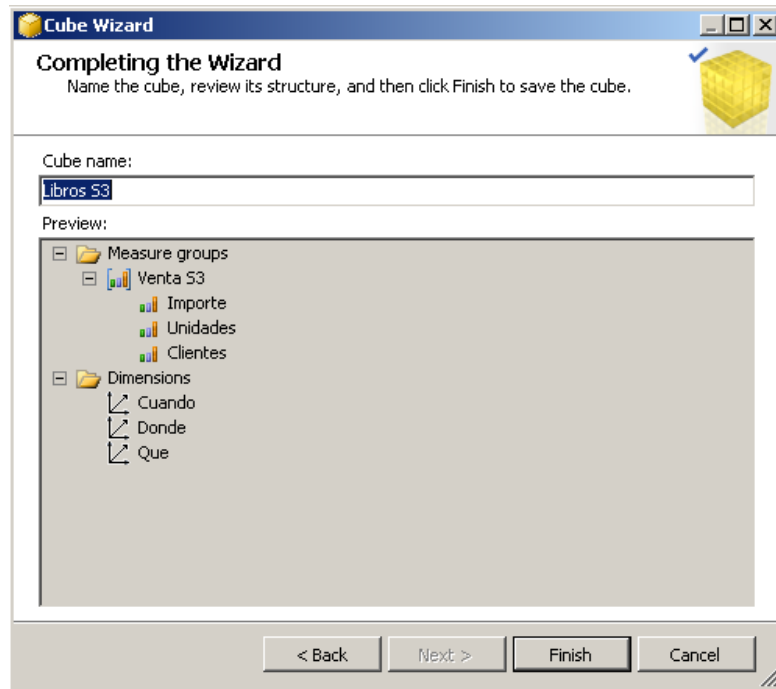 Cube Wizard
Completing the Wizard
Name the cube, review its structure, and then click Finish to save the cube.
Cube name:
Libros S3
Preview:
Measure groups
Venta S3
Importe
Unidades
Clientes
Dimensions
Cuando
Donde
Que
< Back
Next >
Finish
Cancel